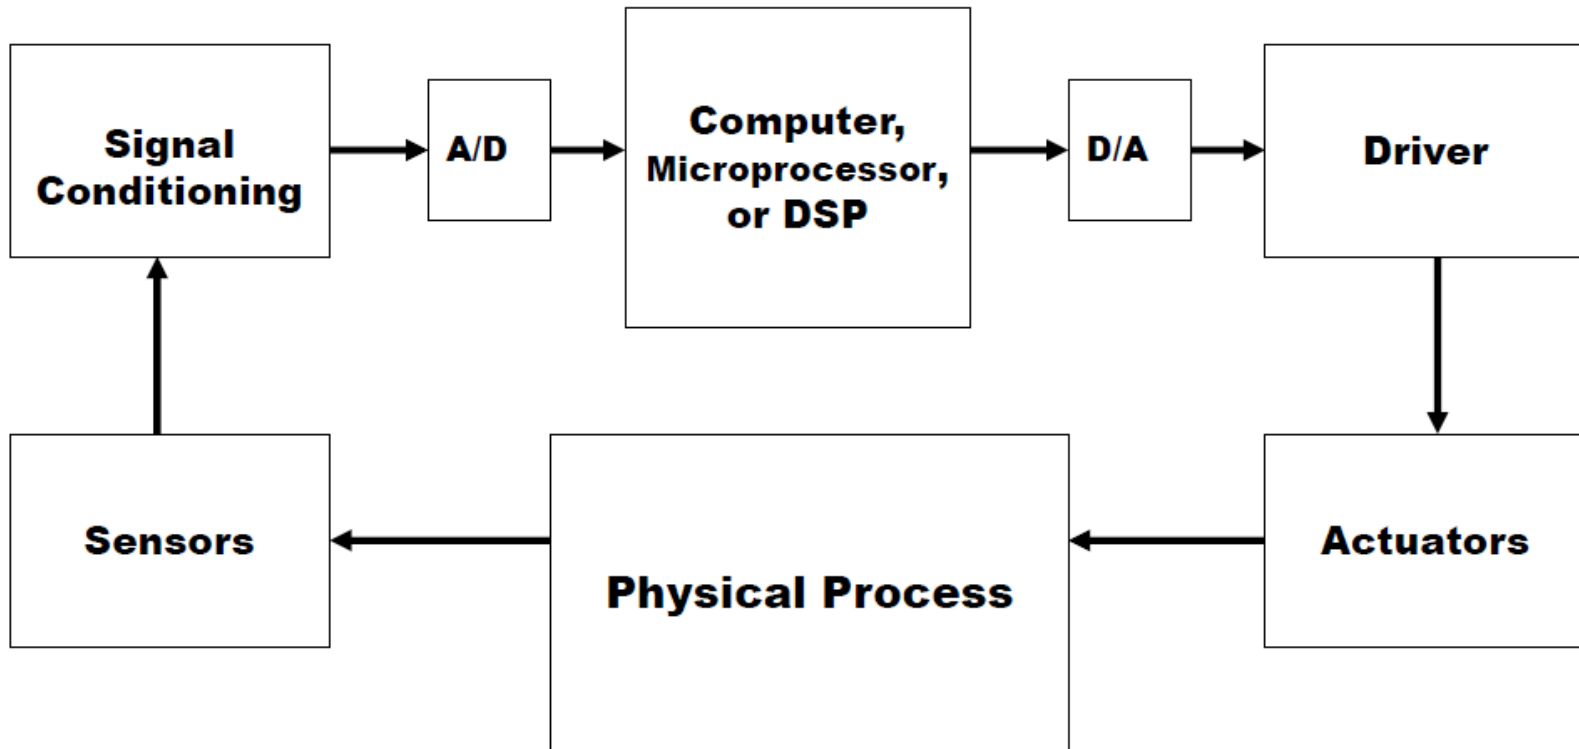 Signal
Conditioning
A/D
Computer,
Microprocessor,
or DSP
D/A
Driver
Sensors
Physical Process
Actuators